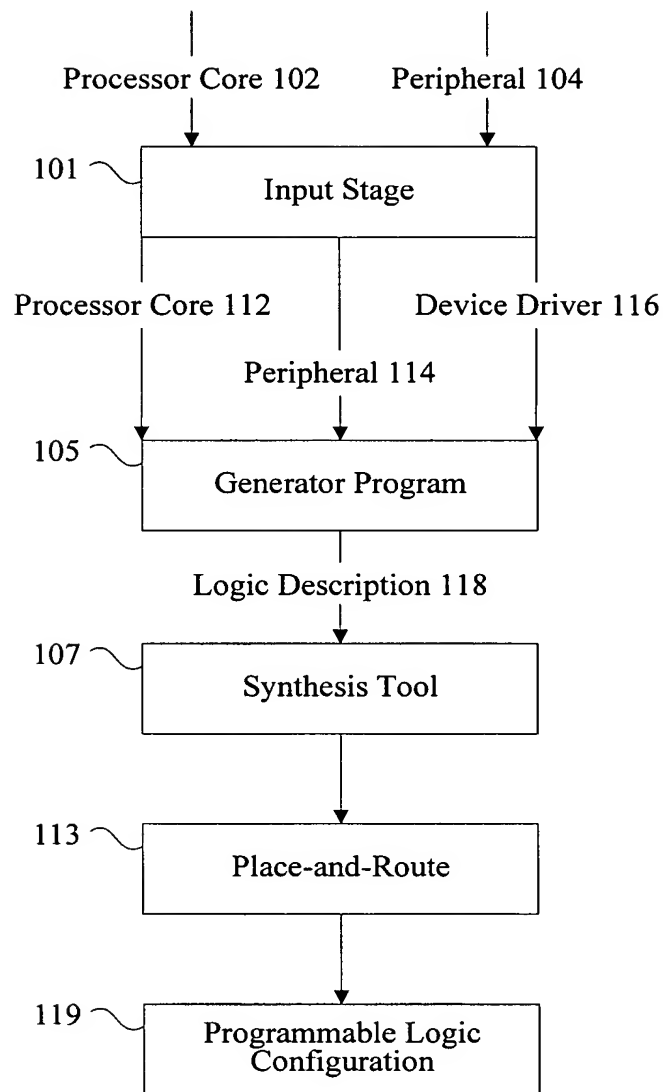 Processor Core 102
Peripheral 104
101
Input Stage
Processor Core 112
Device Driver 116
Peripheral 114
105
Generator Program
Logic Description 118
107
Synthesis Tool
113
Place-and-Route
119
Programmable Logic
Configuration